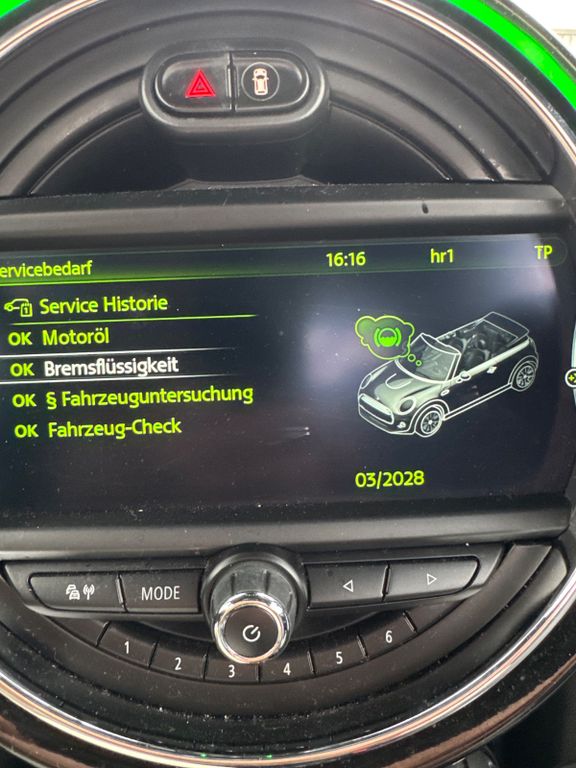 ervicebedarf 16:16 hr1 TP
Service Historie
OK Motoröl
OK Bremsflüssigkeit
OK § Fahrzeuguntersuchung
OK Fahrzeug-Check
03/2028
MODE
1 2 3 4 5 6